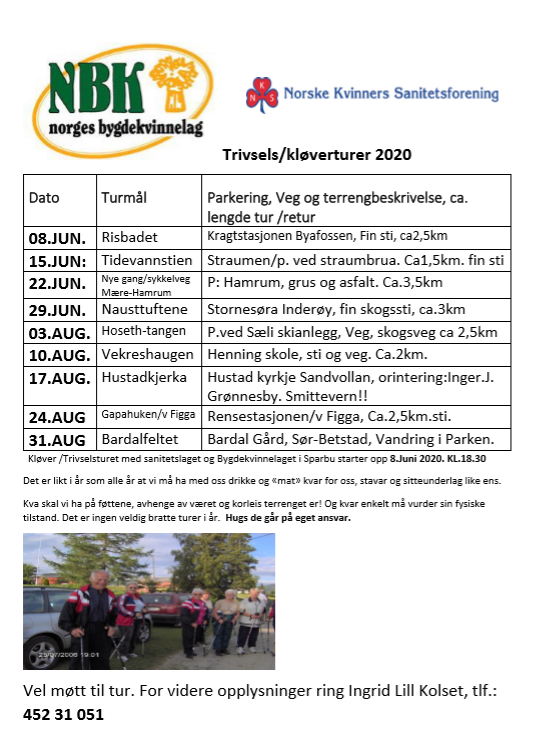 NBK
norges bygdekvinnelag
N
K S
Norske Kvinners Sanitetsforening
Trivsels/kløverturer 2020
Dato Turmål Parkering, Veg og terrengbeskrivelse, ca. lengde tur /retur
08.JUN. Risbadet Kragtstasjonen Byafossen, Fin sti, ca2,5km
15.JUN: Tidevannstien Straumen/p. ved straumbrua. Ca1,5km. fin sti
22.JUN. Nye gang/sykkelveg Mære-Hamrum P: Hamrum, grus og asfalt. Ca.3,5km
29.JUN. Nausttuftene Stornesøra Inderøy, fin skogssti, ca.3km
03.AUG. Hoseth-tangen P.ved Sæli skianlegg, Veg, skogsveg ca 2,5km
10.AUG. Vekreshaugen Henning skole, sti og veg. Ca.2km.
17.AUG. Hustadkjerka Hustad kyrkje Sandvollan, orintering:Inger.J. Grønnesby. Smittevern!!
24.AUG Gapahuken/v Figga Rensestasjonen/v Figga, Ca.2,5km.sti.
31.AUG Bardalfeltet Bardal Gård, Sør-Betstad, Vandring i Parken.
Kløver /Trivselsturet med sanitetslaget og Bygdekvinnelaget i Sparbu starter opp 8.Juni 2020. KL.18.30
Det er likt i år som alle år at vi må ha med oss drikke og «mat» kvar for oss, stavar og sitteunderlag like ens.
Kva skal vi ha på føttene, avhenge av været og korleis terrenget er! Og kvar enkelt må vurder sin fysiske
tilstand. Det er ingen veldig bratte turer i år. Hugs de går på eget ansvar.
25/07/2006 19:01
Vel møtt til tur. For videre opplysninger ring Ingrid Lill Kolset, tlf.:
452 31 051